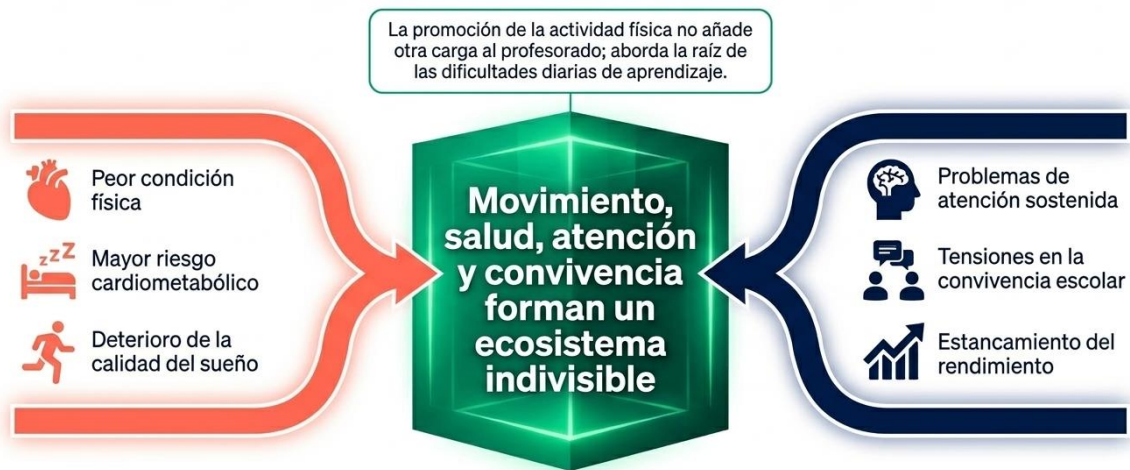 La promoción de la actividad física no añade
otra carga al profesorado; aborda la raíz de
las dificultades diarias de aprendizaje.
Peor condición
física
Mayor riesgo
cardiometabólico
Deterioro de la
calidad del sueño
Movimiento,
salud, atención
y convivencia
forman un
ecosistema
indivisible
Problemas de
atención sostenida
Tensiones en la
convivencia escolar
Estancamiento del
rendimiento